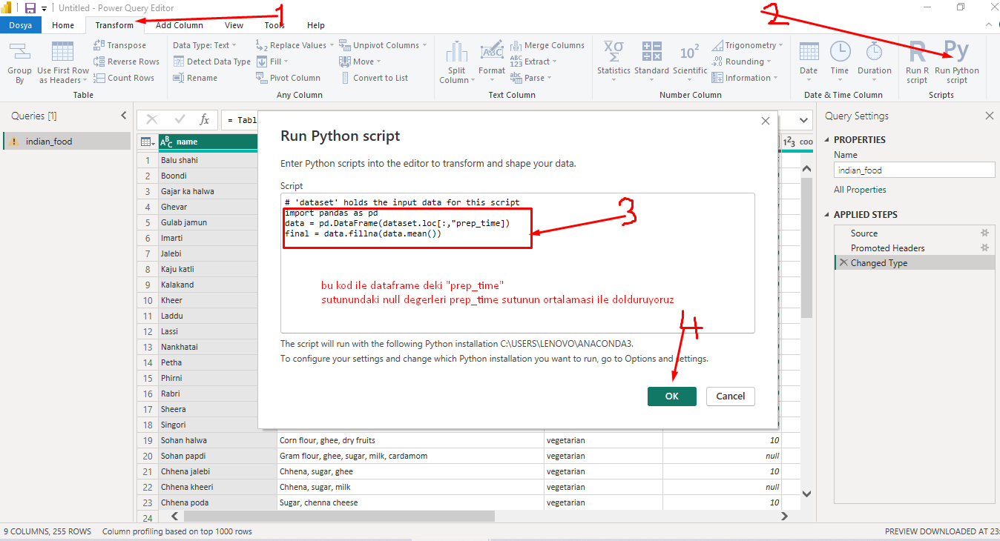 Untitled - Power Query Editor
1
2
Dosya Home Transform Add Column View Tools Help
Group By
Use First Row as Headers
Transpose
Reverse Rows
Count Rows
Table
Data Type: Text
Detect Data Type
Rename
Replace Values
Fill
Pivot Column
Unpivot Columns
Move
Convert to List
Any Column
Split Column
ABC
Format
Merge Columns
ABC 123 Extract
abc Parse
Text Column
XΣ Statistics
Standard
10² Scientific
Trigonometry
Rounding
Information
Number Column
Date
Time
Duration
Date & Time Column
R Run R script
Py Run Python script
Scripts
Queries [1]
indian_food
fx
= Tabl
ABC name
1²3 coo
1 Balu shahi
2 Boondi
3 Gajar ka halwa
4 Ghevar
5 Gulab jamun
6 Imarti
7 Jalebi
8 Kaju katli
9 Kalakand
10 Kheer
11 Laddu
12 Lassi
13 Nankhatai
14 Petha
15 Phirni
16 Rabri
17 Sheera
18 Singori
19 Sohan halwa Corn flour, ghee, dry fruits vegetarian 10
20 Sohan papdi Gram flour, ghee, sugar, milk, cardamom vegetarian null
21 Chhena jalebi Chhena, sugar, ghee vegetarian 10
22 Chhena kheeri Chhena, sugar, milk vegetarian null
23 Chhena poda Sugar, chenna cheese vegetarian 10
24
Run Python script
Enter Python scripts into the editor to transform and shape your data.
Script
# 'dataset' holds the input data for this script
import pandas as pd
data = pd.DataFrame(dataset.loc[:,"prep_time])
final = data.fillna(data.mean())
3
bu kod ile dataframe deki "prep_time"
sutunundaki null degerleri prep_time sutunun ortalamasi ile dolduruyoruz
4
The script will run with the following Python installation C:\USERS\LENOVO\ANACONDA3.
To configure your settings and change which Python installation you want to run, go to Options and settings.
OK Cancel
Query Settings
PROPERTIES
Name
indian_food
All Properties
APPLIED STEPS
Source
Promoted Headers
Changed Type
9 COLUMNS, 255 ROWS Column profiling based on top 1000 rows
PREVIEW DOWNLOADED AT 23: